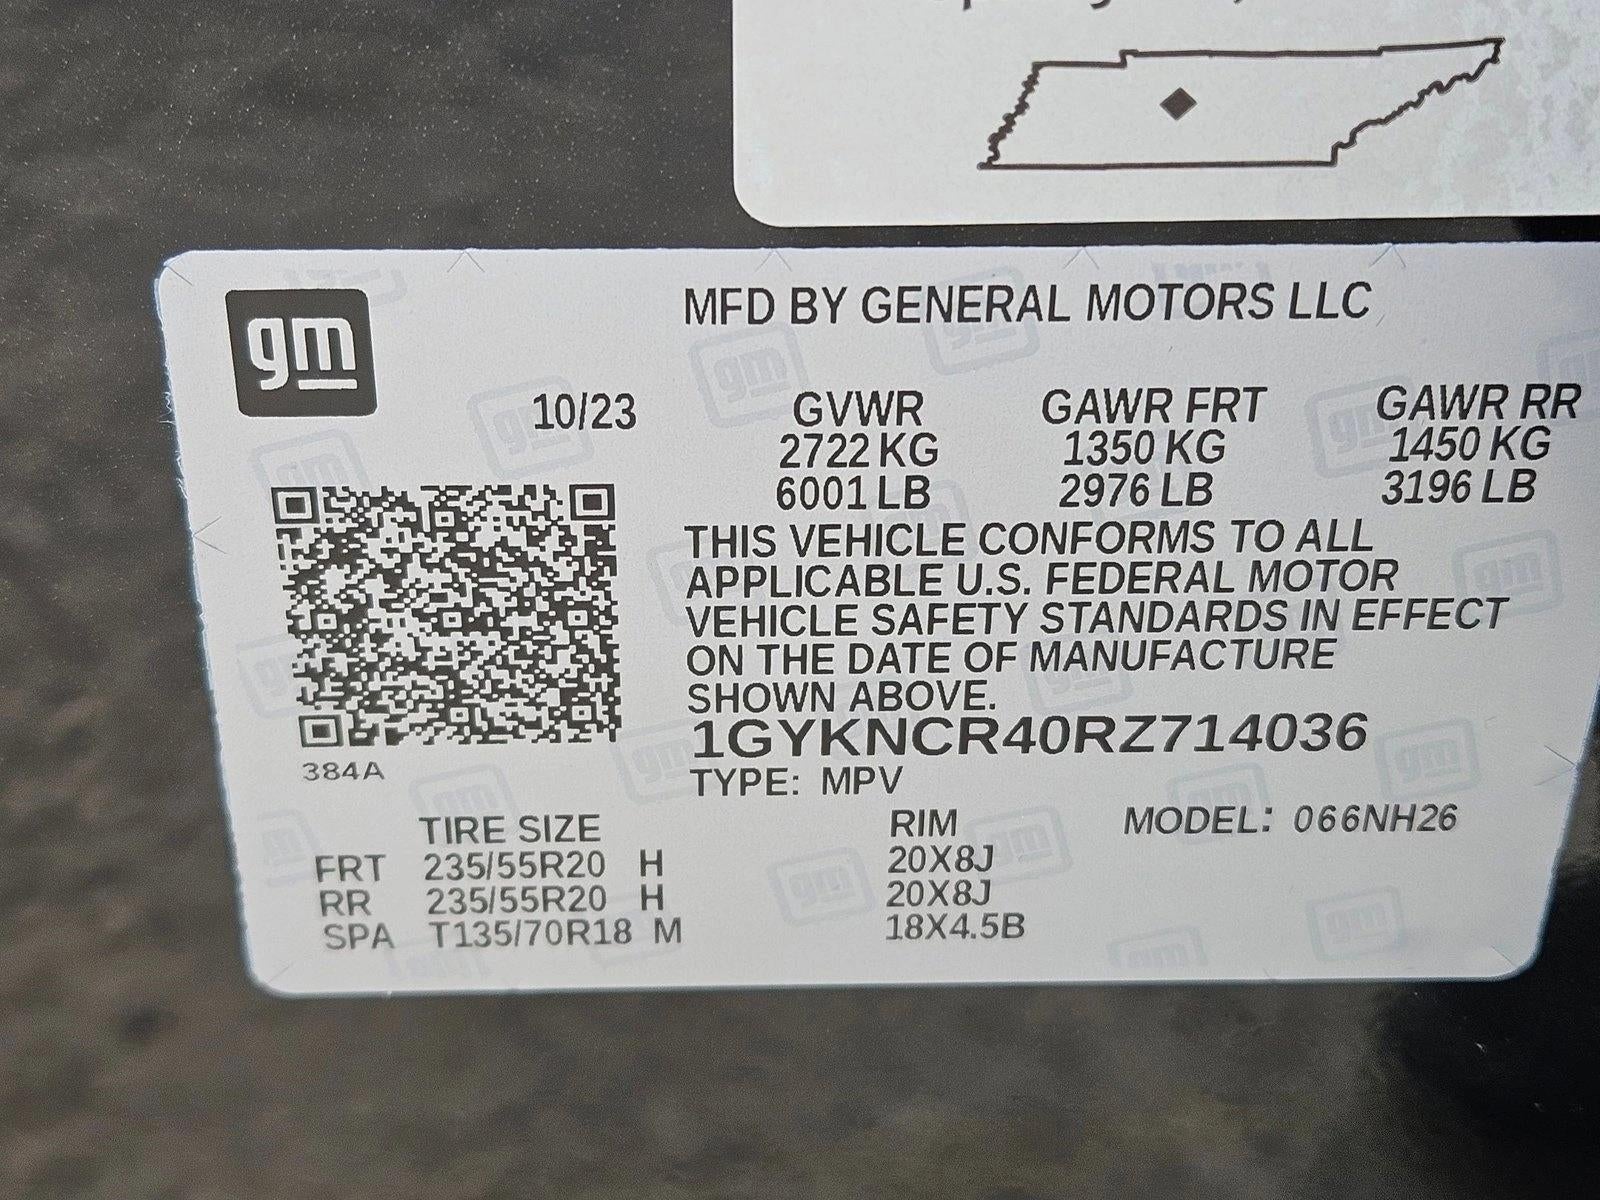 gm
MFD BY GENERAL MOTORS LLC
10/23
GVWR GAWR FRT GAWR RR
2722 KG 1350 KG 1450 KG
6001 LB 2976 LB 3196 LB
THIS VEHICLE CONFORMS TO ALL
APPLICABLE U.S. FEDERAL MOTOR
VEHICLE SAFETY STANDARDS IN EFFECT
ON THE DATE OF MANUFACTURE
SHOWN ABOVE.
1GYKNCR40RZ714036
384A
TYPE: MPV
TIRE SIZE RIM MODEL: 066NH26
FRT 235/55R20 H 20X8J
RR 235/55R20 H 20X8J
SPA T135/70R18 M 18X4.5B